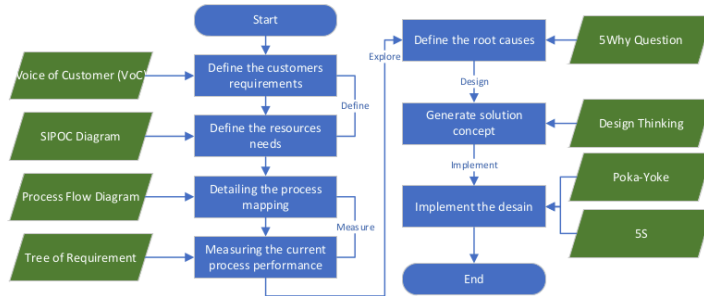 Start
Voice of Customer (VoC)
Define the customers
requirements
Define
SIPOC Diagram
Define the resources
needs
Process Flow Diagram
Detailing the process
mapping
Measure
Tree of Requirement
Measuring the current
process performance
Explore
Define the root causes
5Why Question
Design
Generate solution
concept
Design Thinking
Implement
Implement the desain
Poka-Yoke
5S
End